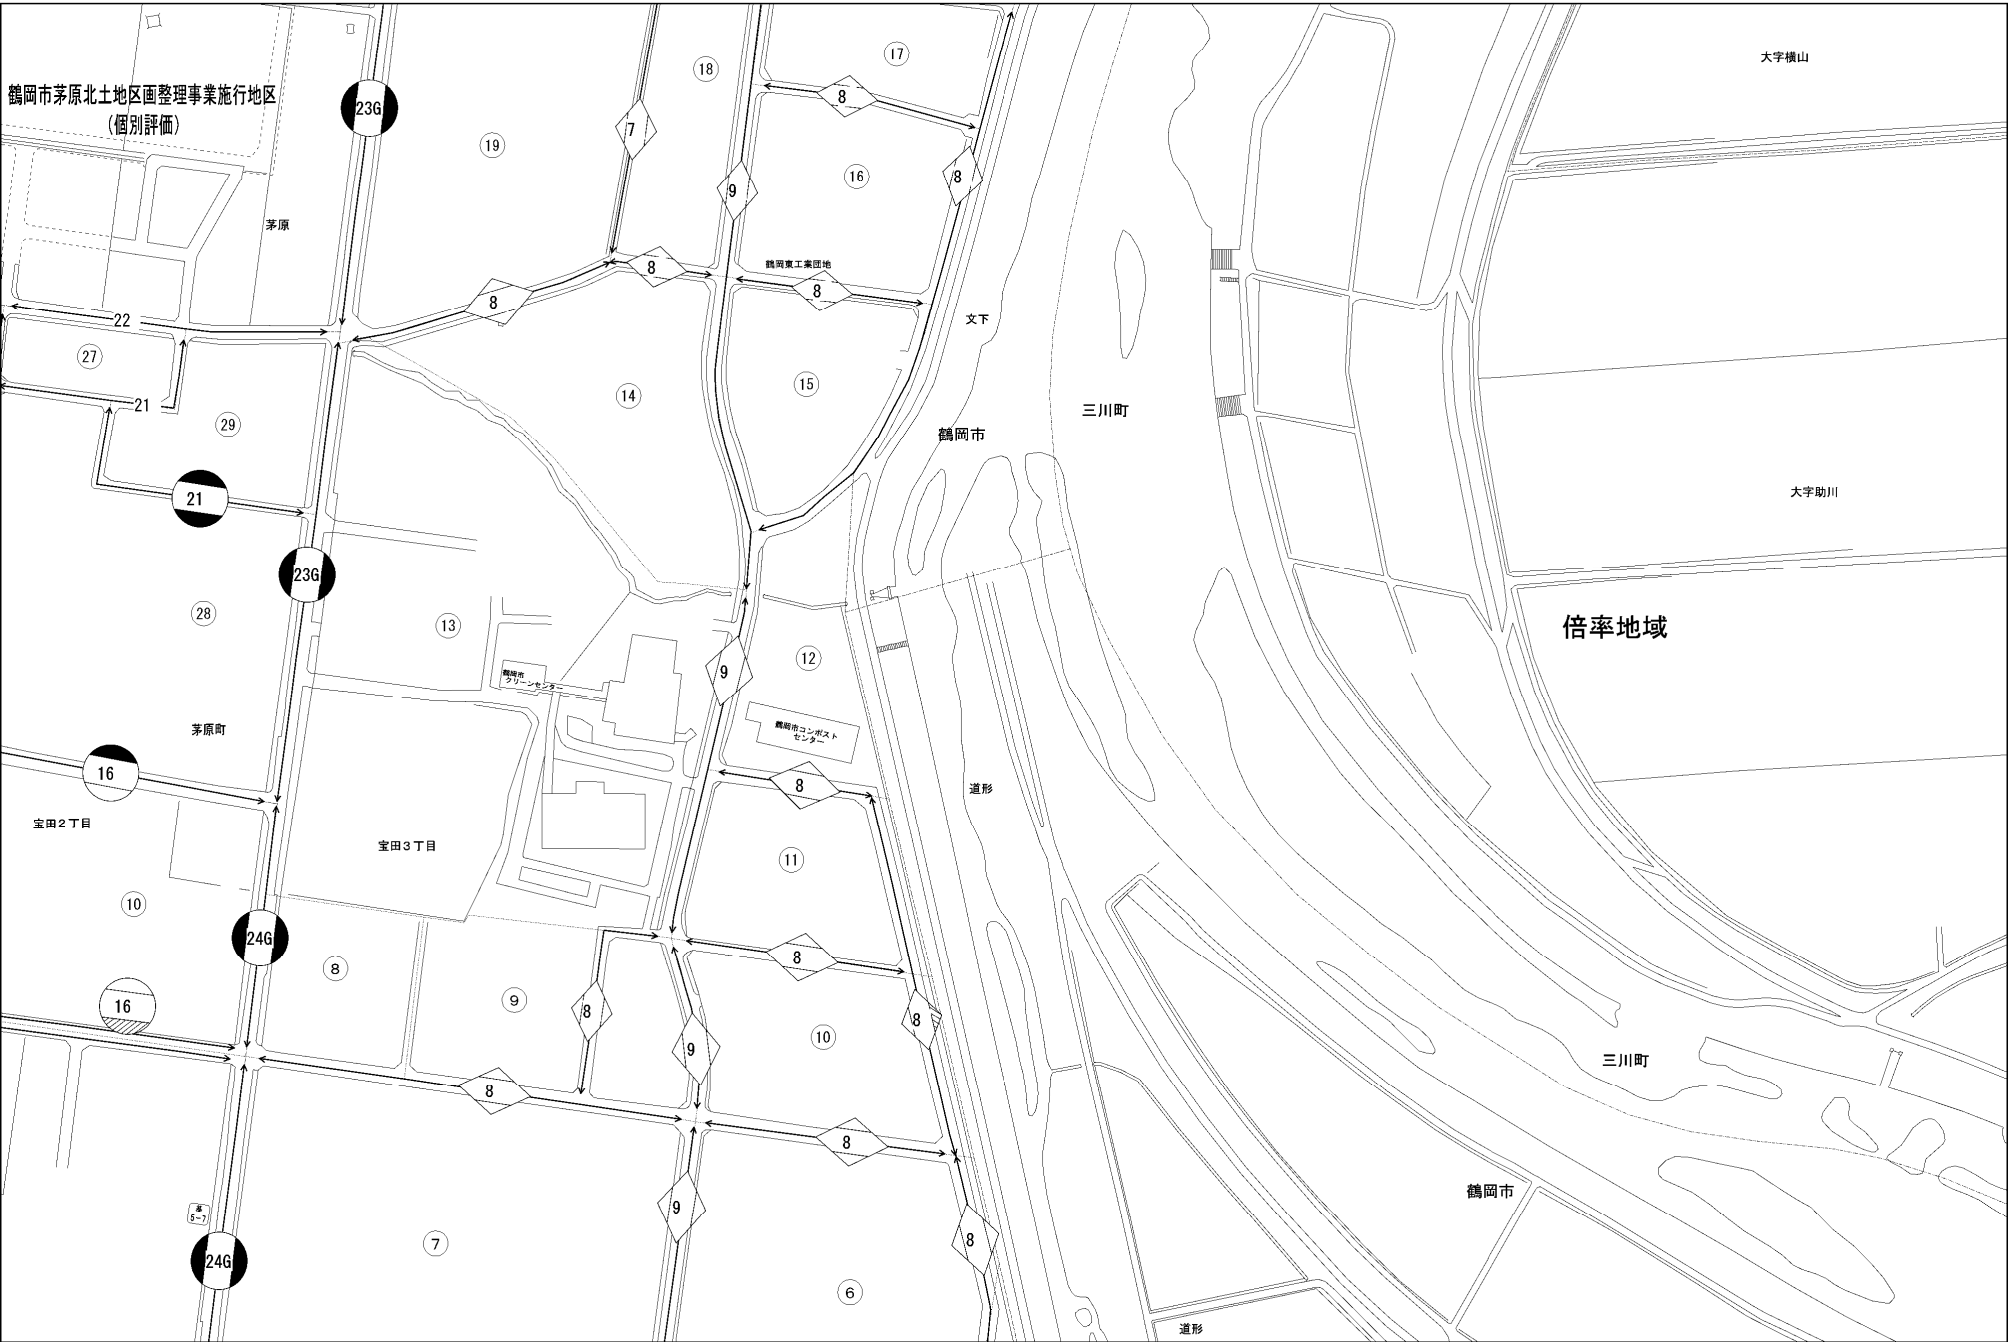 大字横山
⑰
⑱
鶴岡市茅原北土地区画整理事業施行地区
(個別評価)
23G
8
7
⑲
9
⑯
8
茅原
8
鶴岡東工業団地
8
8
22
文下
㉗
⑮
⑭
21
三川町
㉙
鶴岡市
21
大字助川
23G
㉘
⑬
倍率地域
⑫
9
鶴岡市
クリーンセンター
茅原町
鶴岡市コンポスト
センター
16
8
道形
宝田2丁目
宝田3丁目
⑪
⑩
24G
8
⑧
⑨
16
8
8
⑩
9
三川町
8
8
鶴岡市
9
基
5-7
8
⑦
24G
⑥
道形